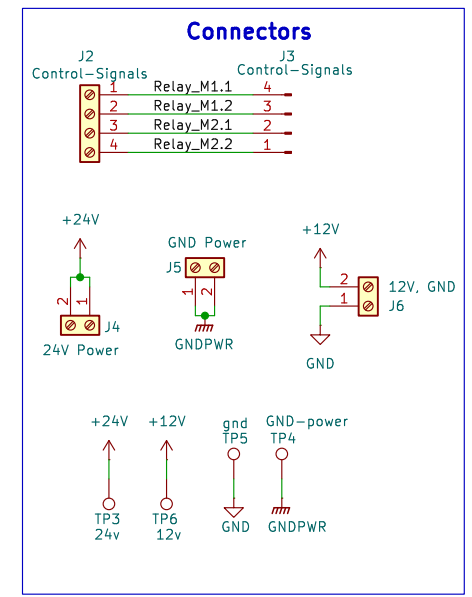 Connectors
J2
Control-Signals
J3
Control-Signals
1 Relay_M1.1 4
2 Relay_M1.2 3
3 Relay_M2.1 2
4 Relay_M2.2 1
+24V
2 1
J4
24V Power
GND Power
J5
1 2
GNDPWR
+12V
2 12V, GND
1 J6
GND
+24V
TP3
24v
+12V
TP6
12v
gnd
TP5
GND
GND-power
TP4
GNDPWR